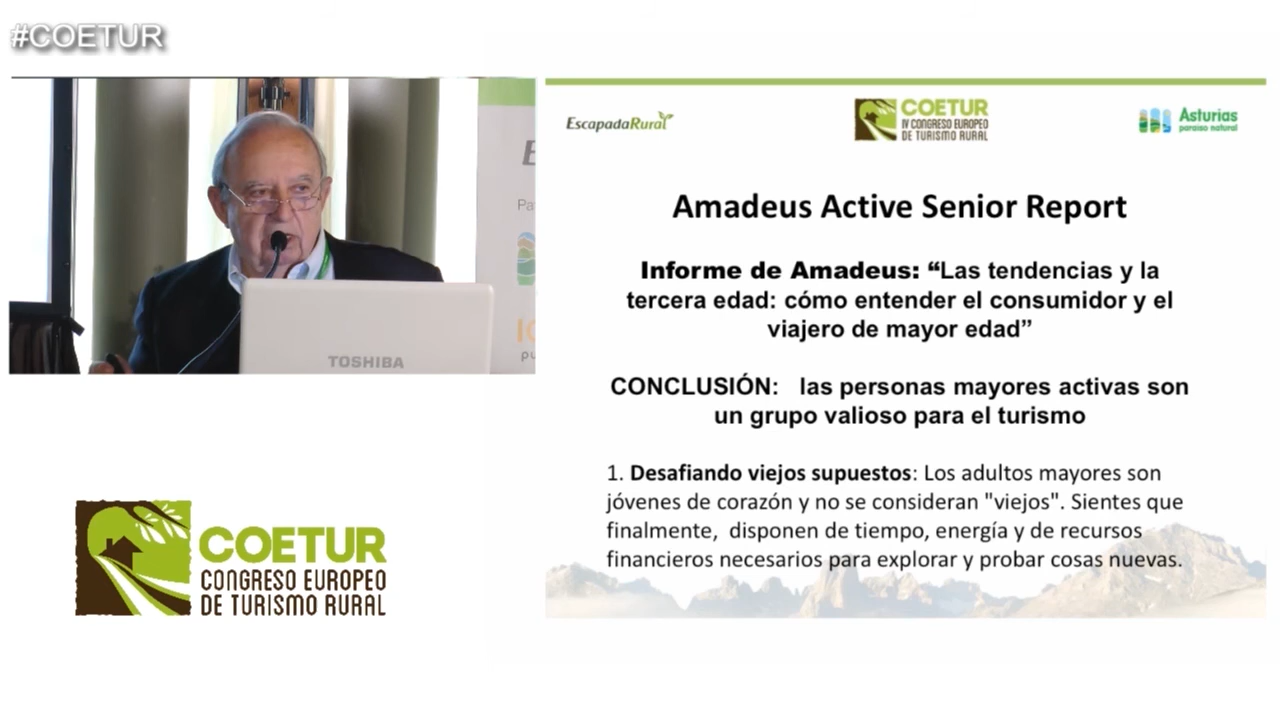 #COETUR
E
Pa
TOSHIBA
COETUR
CONGRESO EUROPEO
DE TURISMO RURAL
EscapadaRural
COETUR
IV CONGRESO EUROPEO
DE TURISMO RURAL
Asturias
paraíso natural
Amadeus Active Senior Report
Informe de Amadeus: “Las tendencias y la
tercera edad: cómo entender el consumidor y el
viajero de mayor edad”
CONCLUSIÓN: las personas mayores activas son
un grupo valioso para el turismo
1. Desafiando viejos supuestos: Los adultos mayores son
jóvenes de corazón y no se consideran "viejos". Sientes que
finalmente, disponen de tiempo, energía y de recursos
financieros necesarios para explorar y probar cosas nuevas.